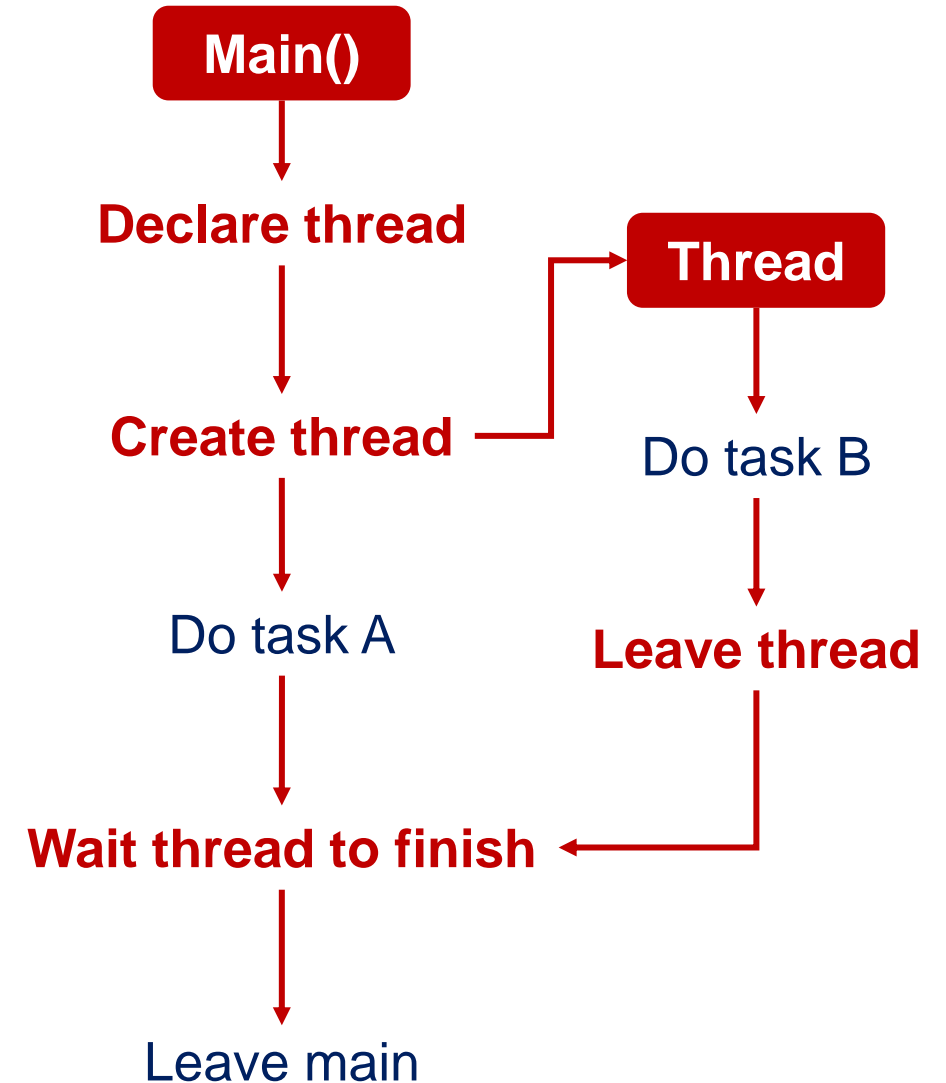 Main()
Declare thread
Thread
Create thread
Do task B
Do task A
Leave thread
Wait thread to finish
Leave main